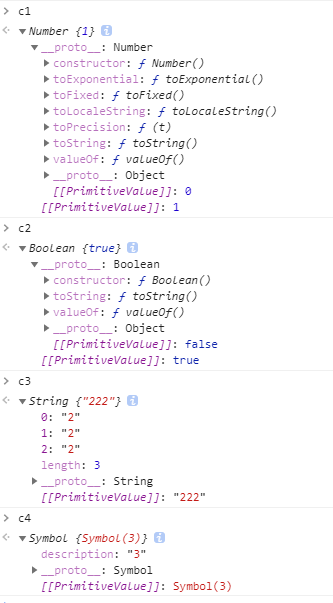 > c1
<· ▼Number {1} i
▼__proto__: Number
▶constructor: ƒ Number()
▶toExponential: ƒ toExponential()
▶toFixed: ƒ toFixed()
▶toLocaleString: ƒ toLocaleString()
▶toPrecision: ƒ (t)
▶toString: ƒ toString()
▶valueOf: ƒ valueOf()
▶__proto__: Object
[[PrimitiveValue]]: 0
[[PrimitiveValue]]: 1
> c2
<· ▼Boolean {true} i
▼__proto__: Boolean
▶constructor: ƒ Boolean()
▶toString: ƒ toString()
▶valueOf: ƒ valueOf()
▶__proto__: Object
[[PrimitiveValue]]: false
[[PrimitiveValue]]: true
> c3
<· ▼String {"222"} i
0: "2"
1: "2"
2: "2"
length: 3
▶__proto__: String
[[PrimitiveValue]]: "222"
> c4
<· ▼Symbol {Symbol(3)} i
description: "3"
▶__proto__: Symbol
[[PrimitiveValue]]: Symbol(3)